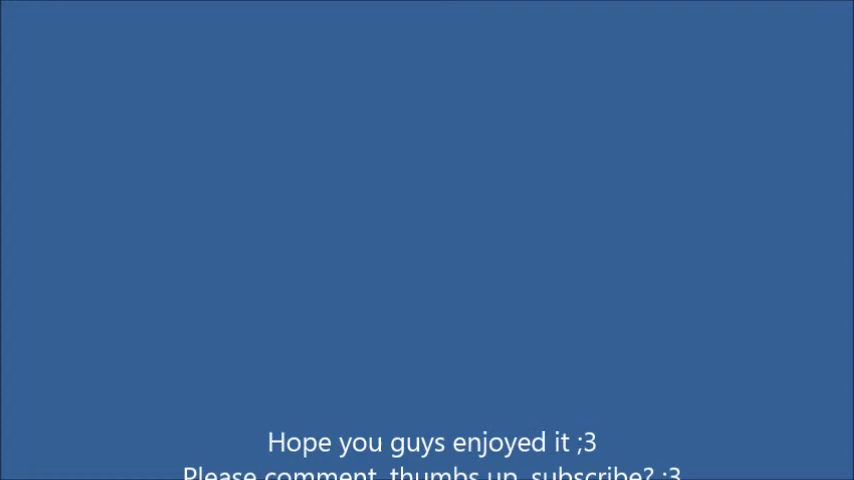 Hope you guys enjoyed it ;3
Please comment, thumbs up, subscribe? ;3